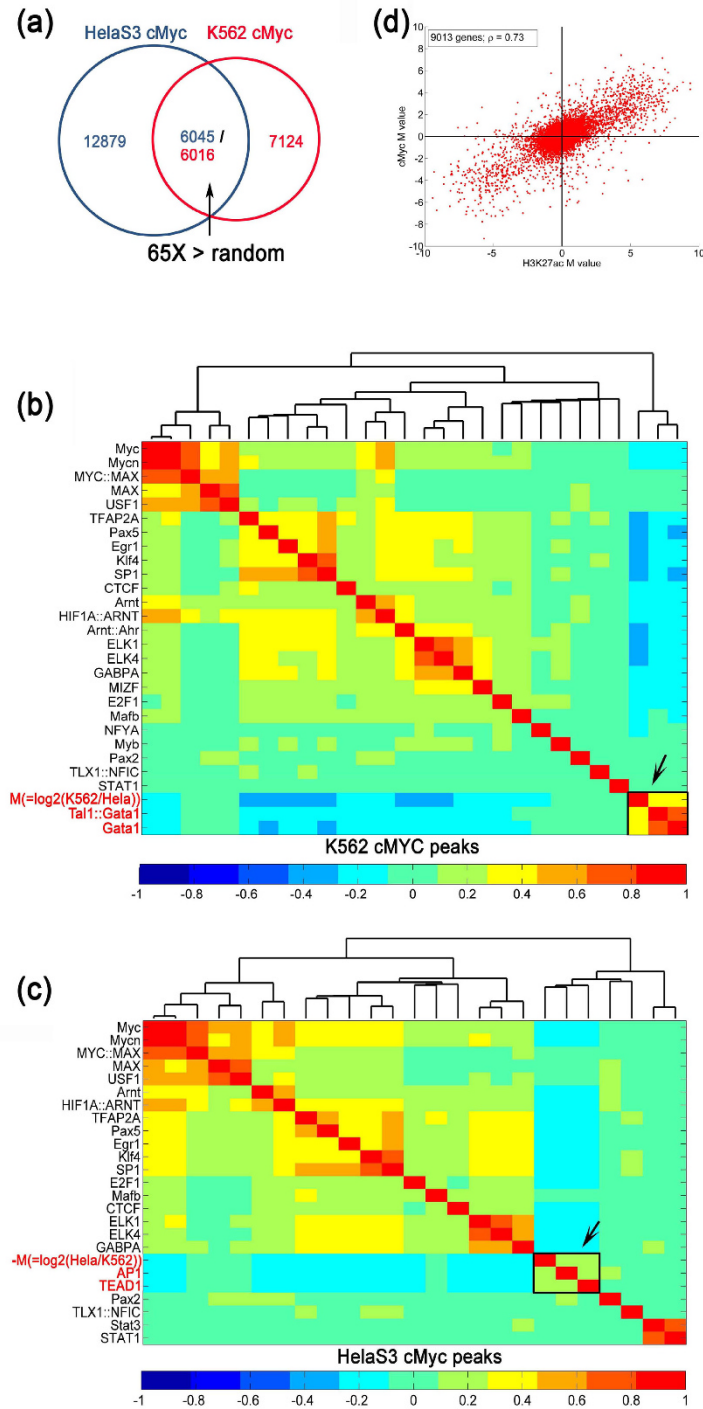 (a)
HelaS3 cMyc
K562 cMyc
12879
6045 /
6016
7124
65X > random
(d)
9013 genes; ρ = 0.73
cMyc M value
10
8
6
4
2
0
-2
-4
-6
-8
-10
-10
-5
0
5
10
H3K27ac M value
(b)
Myc
Mycn
MYC::MAX
MAX
USF1
TFAP2A
Pax5
Egr1
Klf4
SP1
CTCF
Arnt
HIF1A::ARNT
Arnt::Ahr
ELK1
ELK4
GABPA
MIZF
E2F1
Mafb
NFYA
Myb
Pax2
TLX1::NFIC
STAT1
M(=log2(K562/Hela))
Tal1::Gata1
Gata1
K562 cMYC peaks
-1 -0.8 -0.6 -0.4 -0.2 0 0.2 0.4 0.6 0.8 1
(c)
Myc
Mycn
MYC::MAX
MAX
USF1
Arnt
HIF1A::ARNT
TFAP2A
Pax5
Egr1
Klf4
SP1
E2F1
Mafb
CTCF
ELK1
ELK4
GABPA
-M(=log2(Hela/K562))
AP1
TEAD1
Pax2
TLX1::NFIC
Stat3
STAT1
HelaS3 cMyc peaks
-1 -0.8 -0.6 -0.4 -0.2 0 0.2 0.4 0.6 0.8 1